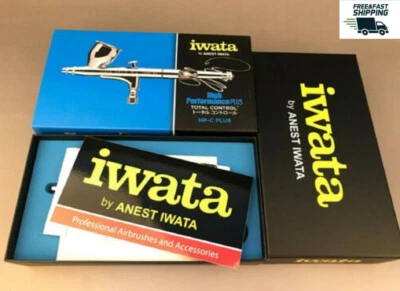 FREE&FAST
SHIPPING
iwata
by ANEST IWATA
High
Performance PLUS
TOTAL CONTROL
トータル コントロール
HP-C PLUS
iwata
by ANEST IWATA
iwata
by ANEST IWATA
Professional Airbrushes and Accessories